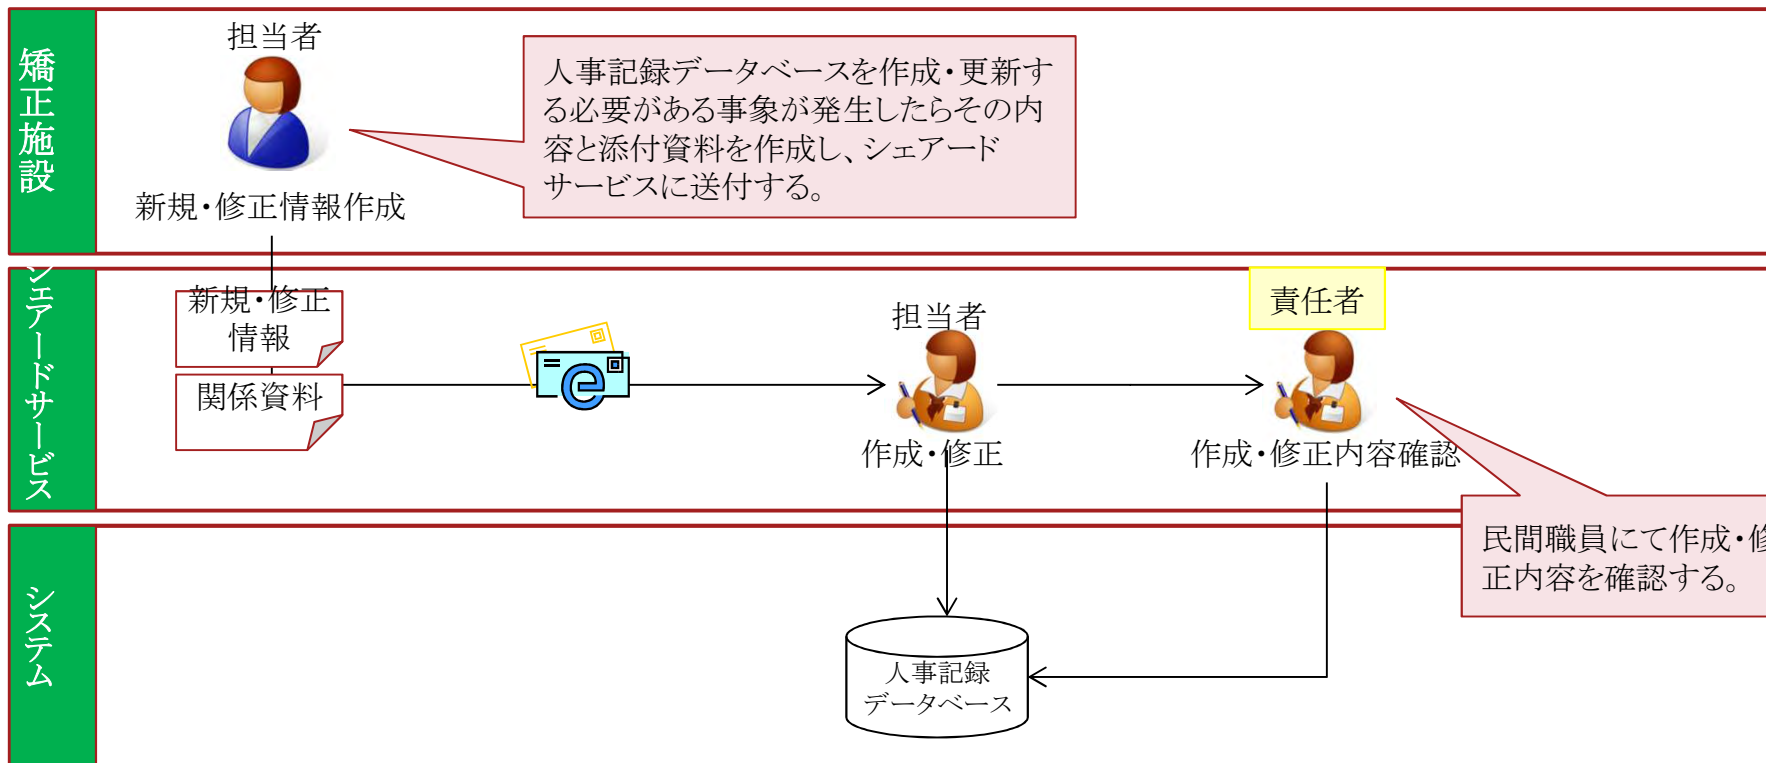 矯正施設
担当者
新規・修正情報作成
人事記録データベースを作成・更新す
る必要がある事象が発生したらその内
容と添付資料を作成し、シェアード
サービスに送付する。
シェアードサービス
新規・修正
情報
関係資料
担当者
作成・修正
責任者
作成・修正内容確認
民間職員にて作成・修
正内容を確認する。
システム
人事記録
データベース